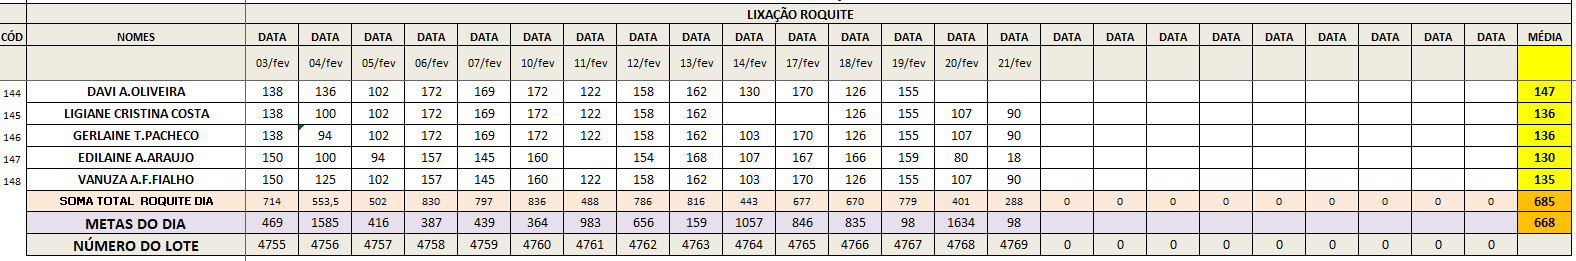 LIXAÇÃO ROQUITE
CÓD NOMES DATA DATA DATA DATA DATA DATA DATA DATA DATA DATA DATA DATA DATA DATA DATA DATA DATA DATA DATA DATA DATA DATA DATA DATA MÉDIA
03/fev 04/fev 05/fev 06/fev 07/fev 10/fev 11/fev 12/fev 13/fev 14/fev 17/fev 18/fev 19/fev 20/fev 21/fev
144 DAVI A.OLIVEIRA 138 136 102 172 169 172 122 158 162 130 170 126 155 147
145 LIGIANE CRISTINA COSTA 138 100 102 172 169 172 122 158 162 126 155 107 90 136
146 GERLAINE T.PACHECO 138 94 102 172 169 172 122 158 162 103 170 126 155 107 90 136
147 EDILAINE A.ARAUJO 150 100 94 157 145 160 154 168 107 167 166 159 80 18 130
148 VANUZA A.F.FIALHO 150 125 102 157 145 160 122 158 162 103 170 126 155 107 90 135
SOMA TOTAL ROQUITE DIA 714 553,5 502 830 797 836 488 786 816 443 677 670 779 401 288 0 0 0 0 0 0 0 0 0 685
METAS DO DIA 469 1585 416 387 439 364 983 656 159 1057 846 835 98 1634 98 668
NÚMERO DO LOTE 4755 4756 4757 4758 4759 4760 4761 4762 4763 4764 4765 4766 4767 4768 4769 0 0 0 0 0 0 0 0 0